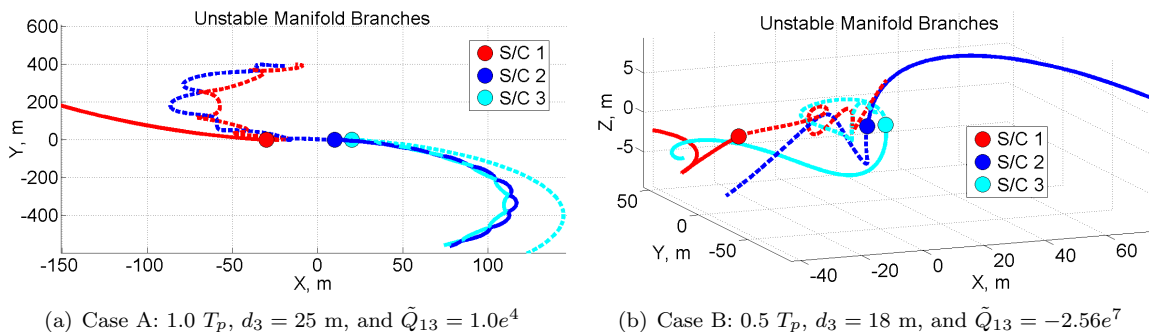 Unstable Manifold Branches
600
400
200
0
-200
-400
Y, m
-150
-100
-50
0
50
100
X, m
S/C 1
S/C 2
S/C 3
(a) Case A: 1.0 T_p, d_3 = 25 m, and Q̃_13 = 1.0e^4
Unstable Manifold Branches
5
0
-5
Z, m
50
0
-50
Y, m
-40
-20
0
20
40
60
X, m
S/C 1
S/C 2
S/C 3
(b) Case B: 0.5 T_p, d_3 = 18 m, and Q̃_13 = −2.56e^7